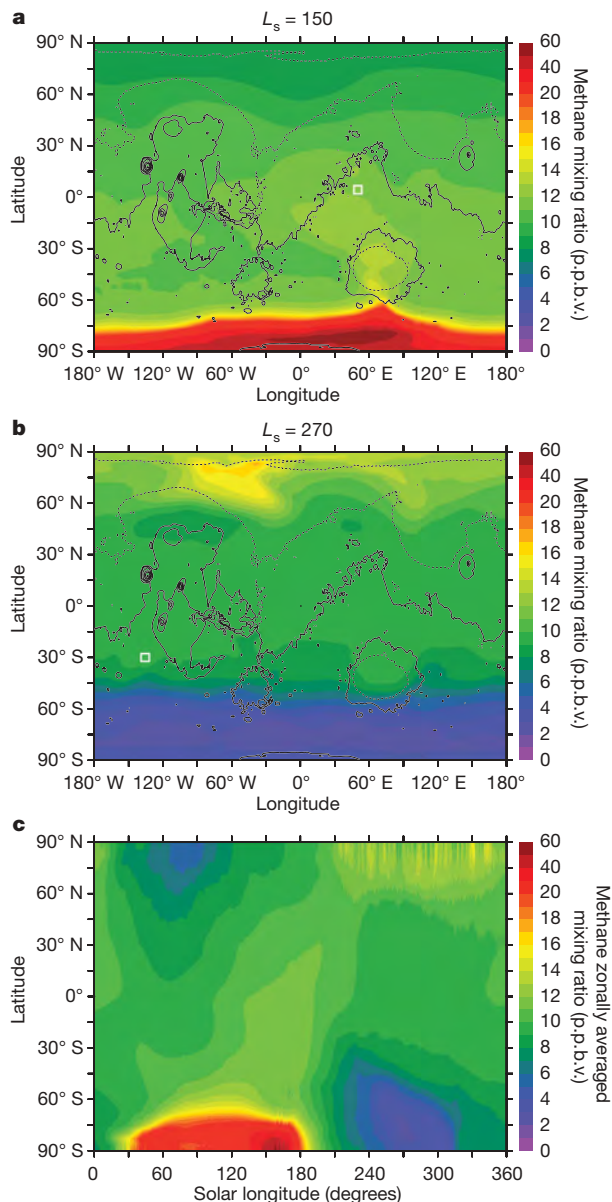 a
Ls = 150
90° N
60° N
30° N
0°
30° S
60° S
90° S
Latitude
180° W 120° W 60° W 0° 60° E 120° E 180°
Longitude
60
40
20
18
16
14
12
10
8
6
4
2
0
Methane mixing ratio (p.p.b.v.)
b
Ls = 270
90° N
60° N
30° N
0°
30° S
60° S
90° S
Latitude
180° W 120° W 60° W 0° 60° E 120° E 180°
Longitude
60
40
20
18
16
14
12
10
8
6
4
2
0
Methane mixing ratio (p.p.b.v.)
c
90° N
60° N
30° N
0°
30° S
60° S
90° S
Latitude
0 60 120 180 240 300 360
Solar longitude (degrees)
60
40
20
18
16
14
12
10
8
6
4
2
0
Methane zonally averaged
mixing ratio (p.p.b.v.)